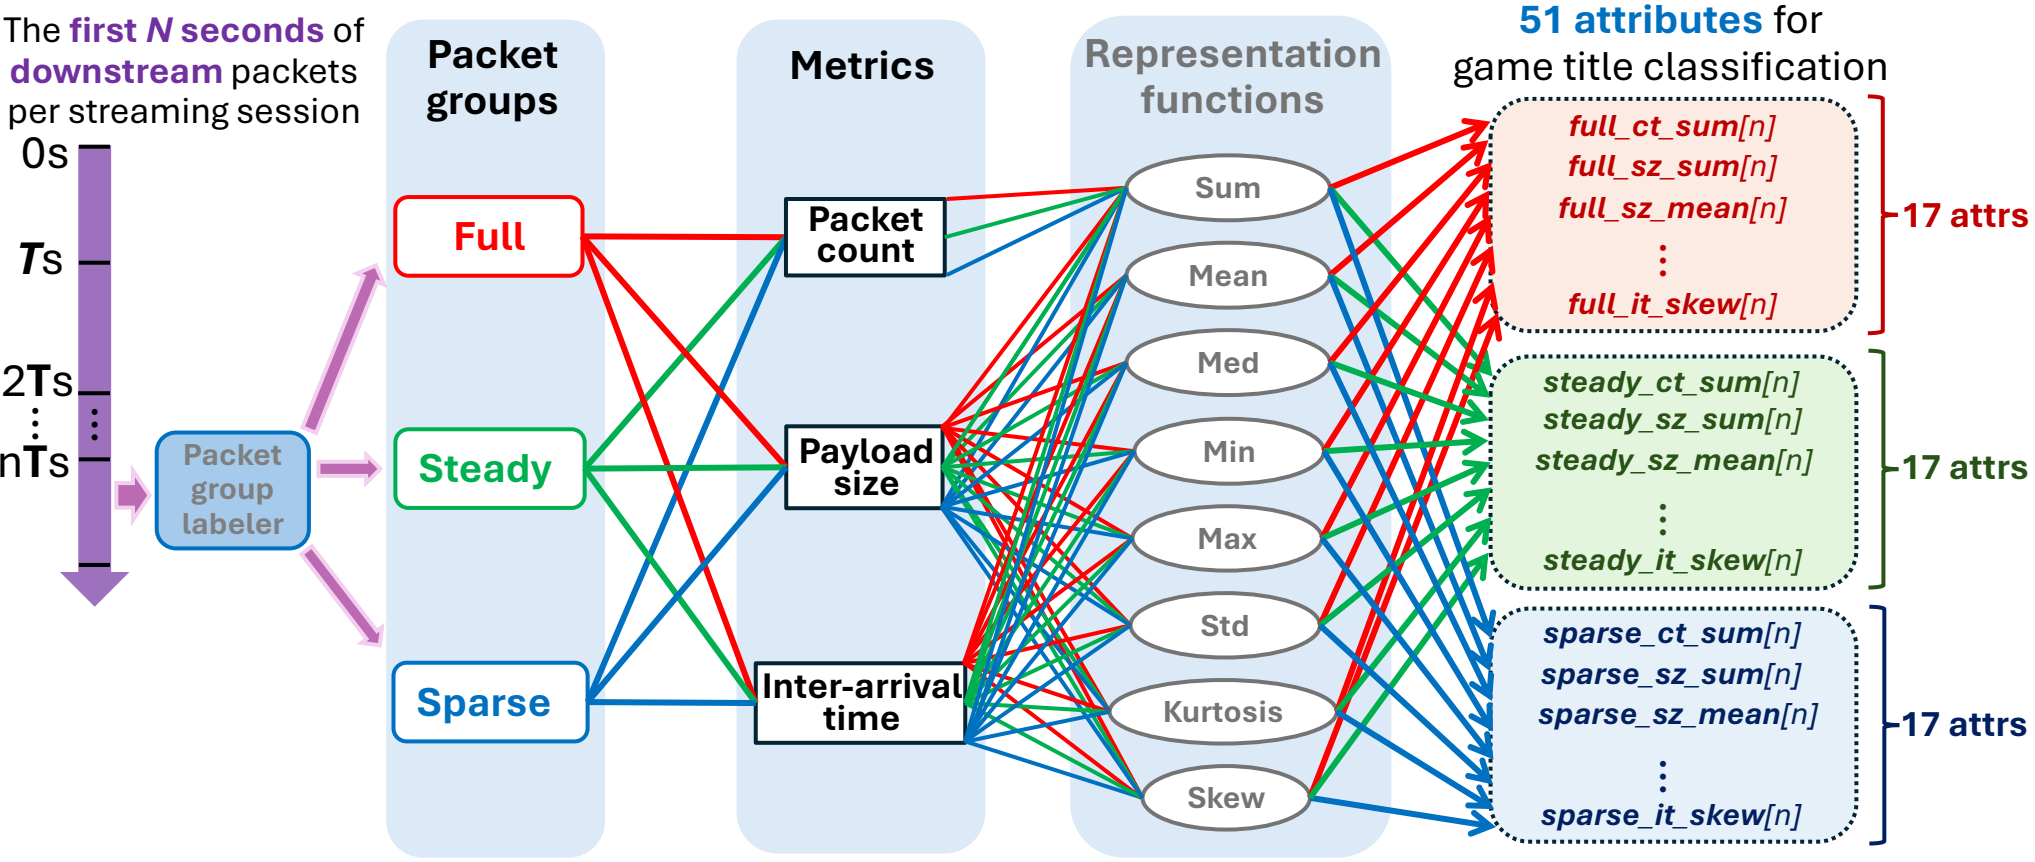 The first N seconds of
downstream packets
per streaming session
0s
Ts
2Ts
⋮
nTs
⋮
Packet
group
labeler
Packet
groups
Full
Steady
Sparse
Metrics
Packet
count
Payload
size
Inter-arrival
time
Representation
functions
Sum
Mean
Med
Min
Max
Std
Kurtosis
Skew
51 attributes for
game title classification
full_ct_sum[n]
full_sz_sum[n]
full_sz_mean[n]
⋮
full_it_skew[n]
17 attrs
steady_ct_sum[n]
steady_sz_sum[n]
steady_sz_mean[n]
⋮
steady_it_skew[n]
17 attrs
sparse_ct_sum[n]
sparse_sz_sum[n]
sparse_sz_mean[n]
⋮
sparse_it_skew[n]
17 attrs